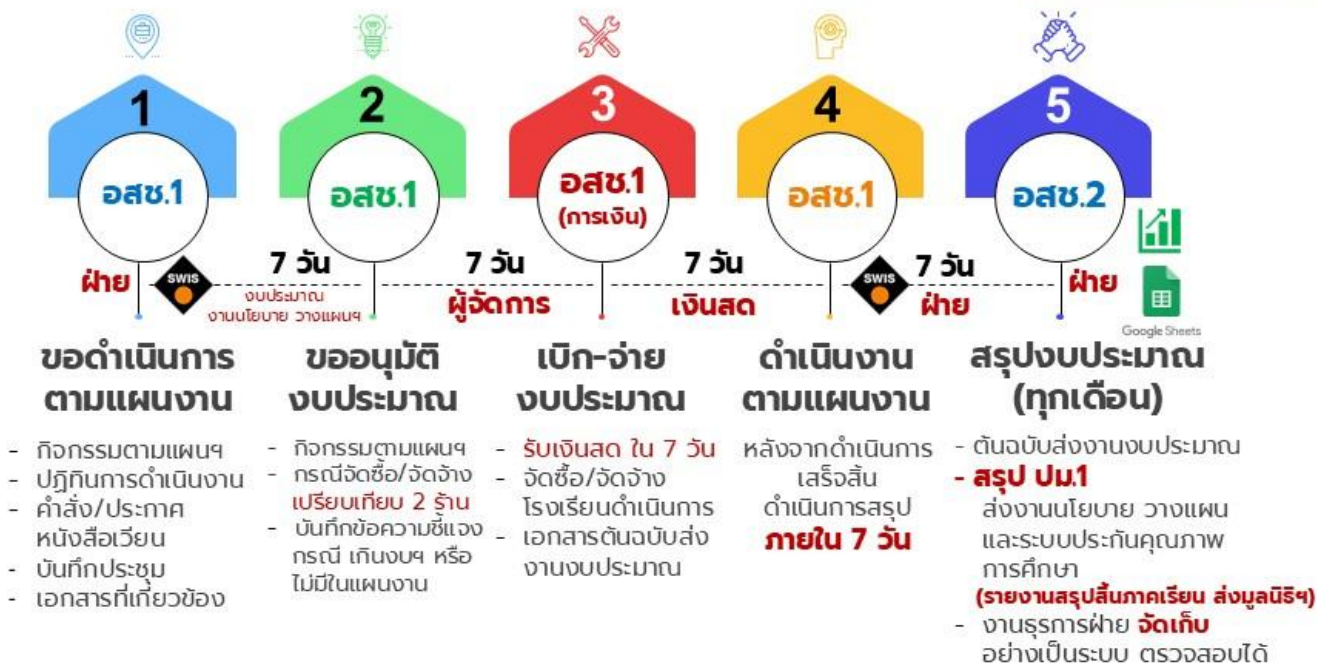 1
2
3
4
5
อสช.1
อสช.1
อสช.1
(การเงิน)
อสช.1
อสช.2
ฝ่าย
SWIS
7 วัน
งบประมาณ
งานนโยบาย วางแผนฯ
7 วัน
ผู้จัดการ
7 วัน
เงินสด
SWIS
7 วัน
ฝ่าย
ฝ่าย
Google Sheets
ขอดำเนินการ
ตามแผนงาน
- กิจกรรมตามแผนฯ
- ปฏิทินการดำเนินงาน
- คำสั่ง/ประกาศ
หนังสือเวียน
- บันทึกประชุม
- เอกสารที่เกี่ยวข้อง
ขออนุมัติ
งบประมาณ
- กิจกรรมตามแผนฯ
- กรณีจัดซื้อ/จัดจ้าง
เปรียบเทียบ 2 ร้าน
- บันทึกข้อความชี้แจง
กรณี เกินงบฯ หรือ
ไม่มีในแผนงาน
เบิก-จ่าย
งบประมาณ
- รับเงินสด ใน 7 วัน
- จัดซื้อ/จัดจ้าง
โรงเรียนดำเนินการ
- เอกสารต้นฉบับส่ง
งานงบประมาณ
ดำเนินงาน
ตามแผนงาน
หลังจากดำเนินการ
เสร็จสิ้น
ดำเนินการสรุป
ภายใน 7 วัน
สรุปงบประมาณ
(ทุกเดือน)
- ต้นฉบับส่งงานงบประมาณ
- สรุป ปม.1
ส่งงานนโยบาย วางแผน
และระบบประกันคุณภาพ
การศึกษา
(รายงานสรุปสิ้นภาคเรียน ส่งมูลนิธิฯ)
- งานธุรการฝ่าย จัดเก็บ
อย่างเป็นระบบ ตรวจสอบได้